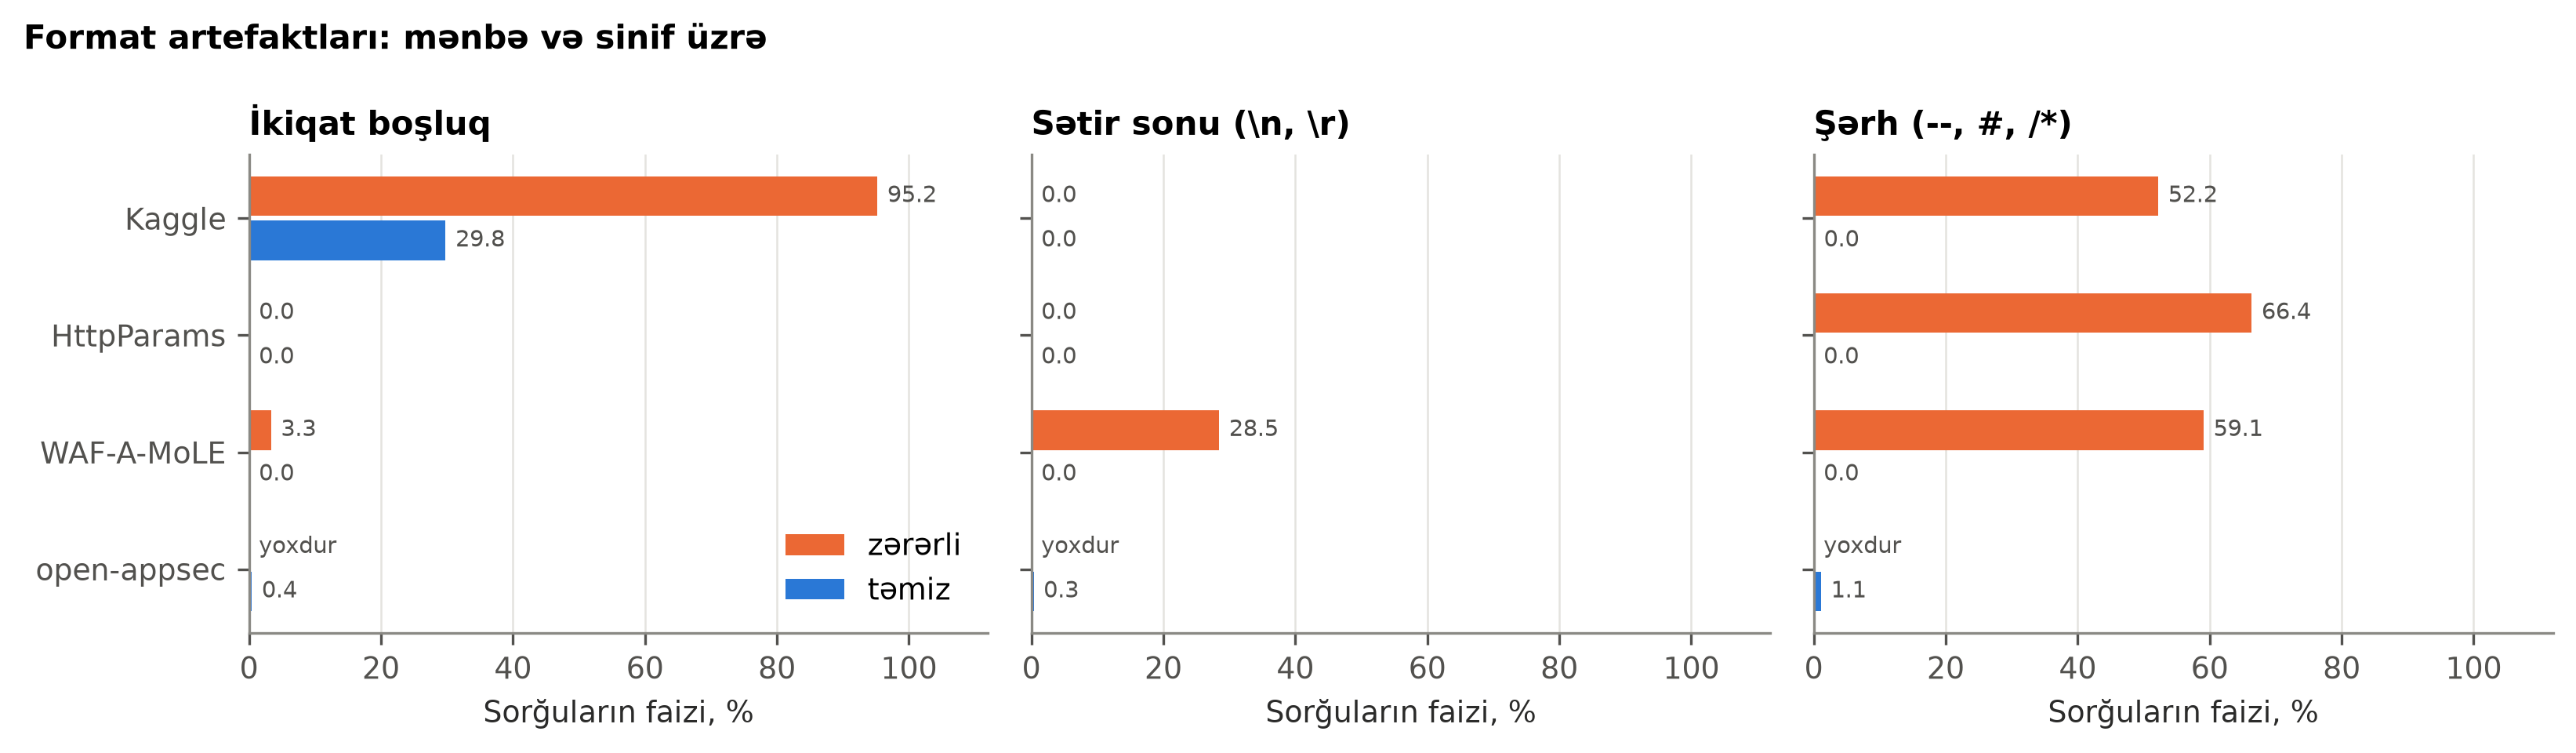 Format artefaktları: mənbə və sinif üzrə
İkiqat boşluq
Kaggle
95.2
29.8
HttpParams
0.0
0.0
WAF-A-MoLE
3.3
0.0
open-appsec
yoxdur
0.4
zərərli
təmiz
0 20 40 60 80 100
Sorğuların faizi, %
Sətir sonu (\n, \r)
0.0
0.0
0.0
0.0
28.5
0.0
yoxdur
0.3
0 20 40 60 80 100
Sorğuların faizi, %
Şərh (--, #, /*)
52.2
0.0
66.4
0.0
59.1
0.0
yoxdur
1.1
0 20 40 60 80 100
Sorğuların faizi, %